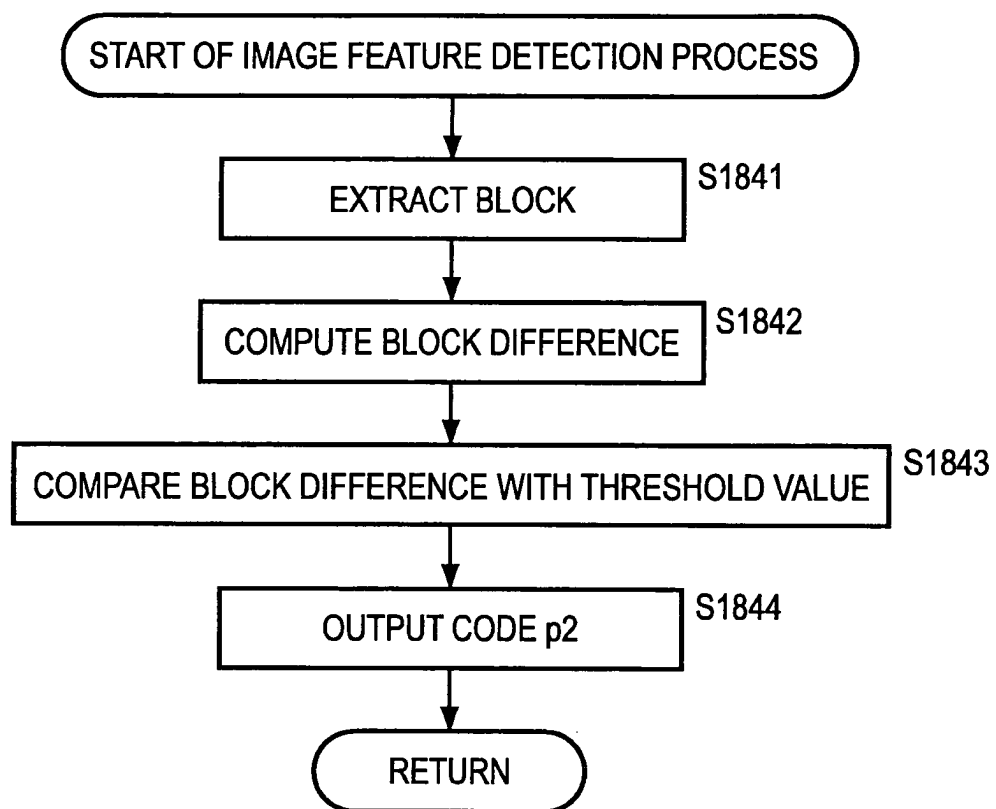 START OF IMAGE FEATURE DETECTION PROCESS
S1841
EXTRACT BLOCK
S1842
COMPUTE BLOCK DIFFERENCE
S1843
COMPARE BLOCK DIFFERENCE WITH THRESHOLD VALUE
S1844
OUTPUT CODE p2
RETURN